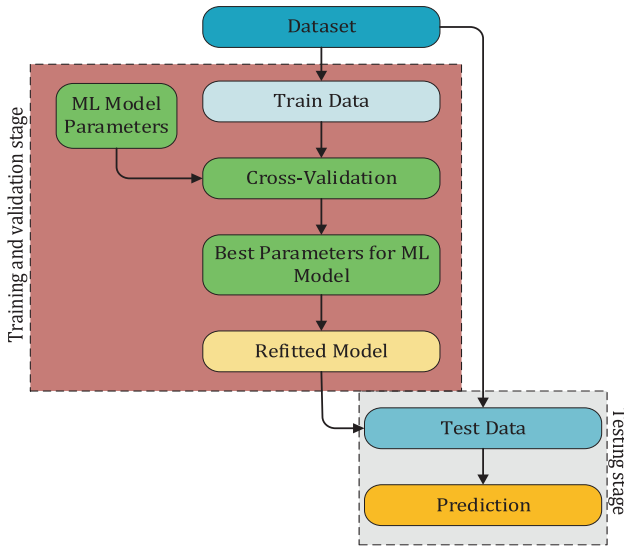 Dataset
Train Data
ML Model
Parameters
Cross-Validation
Best Parameters for ML
Model
Refitted Model
Training and validation stage
Test Data
Prediction
Testing stage